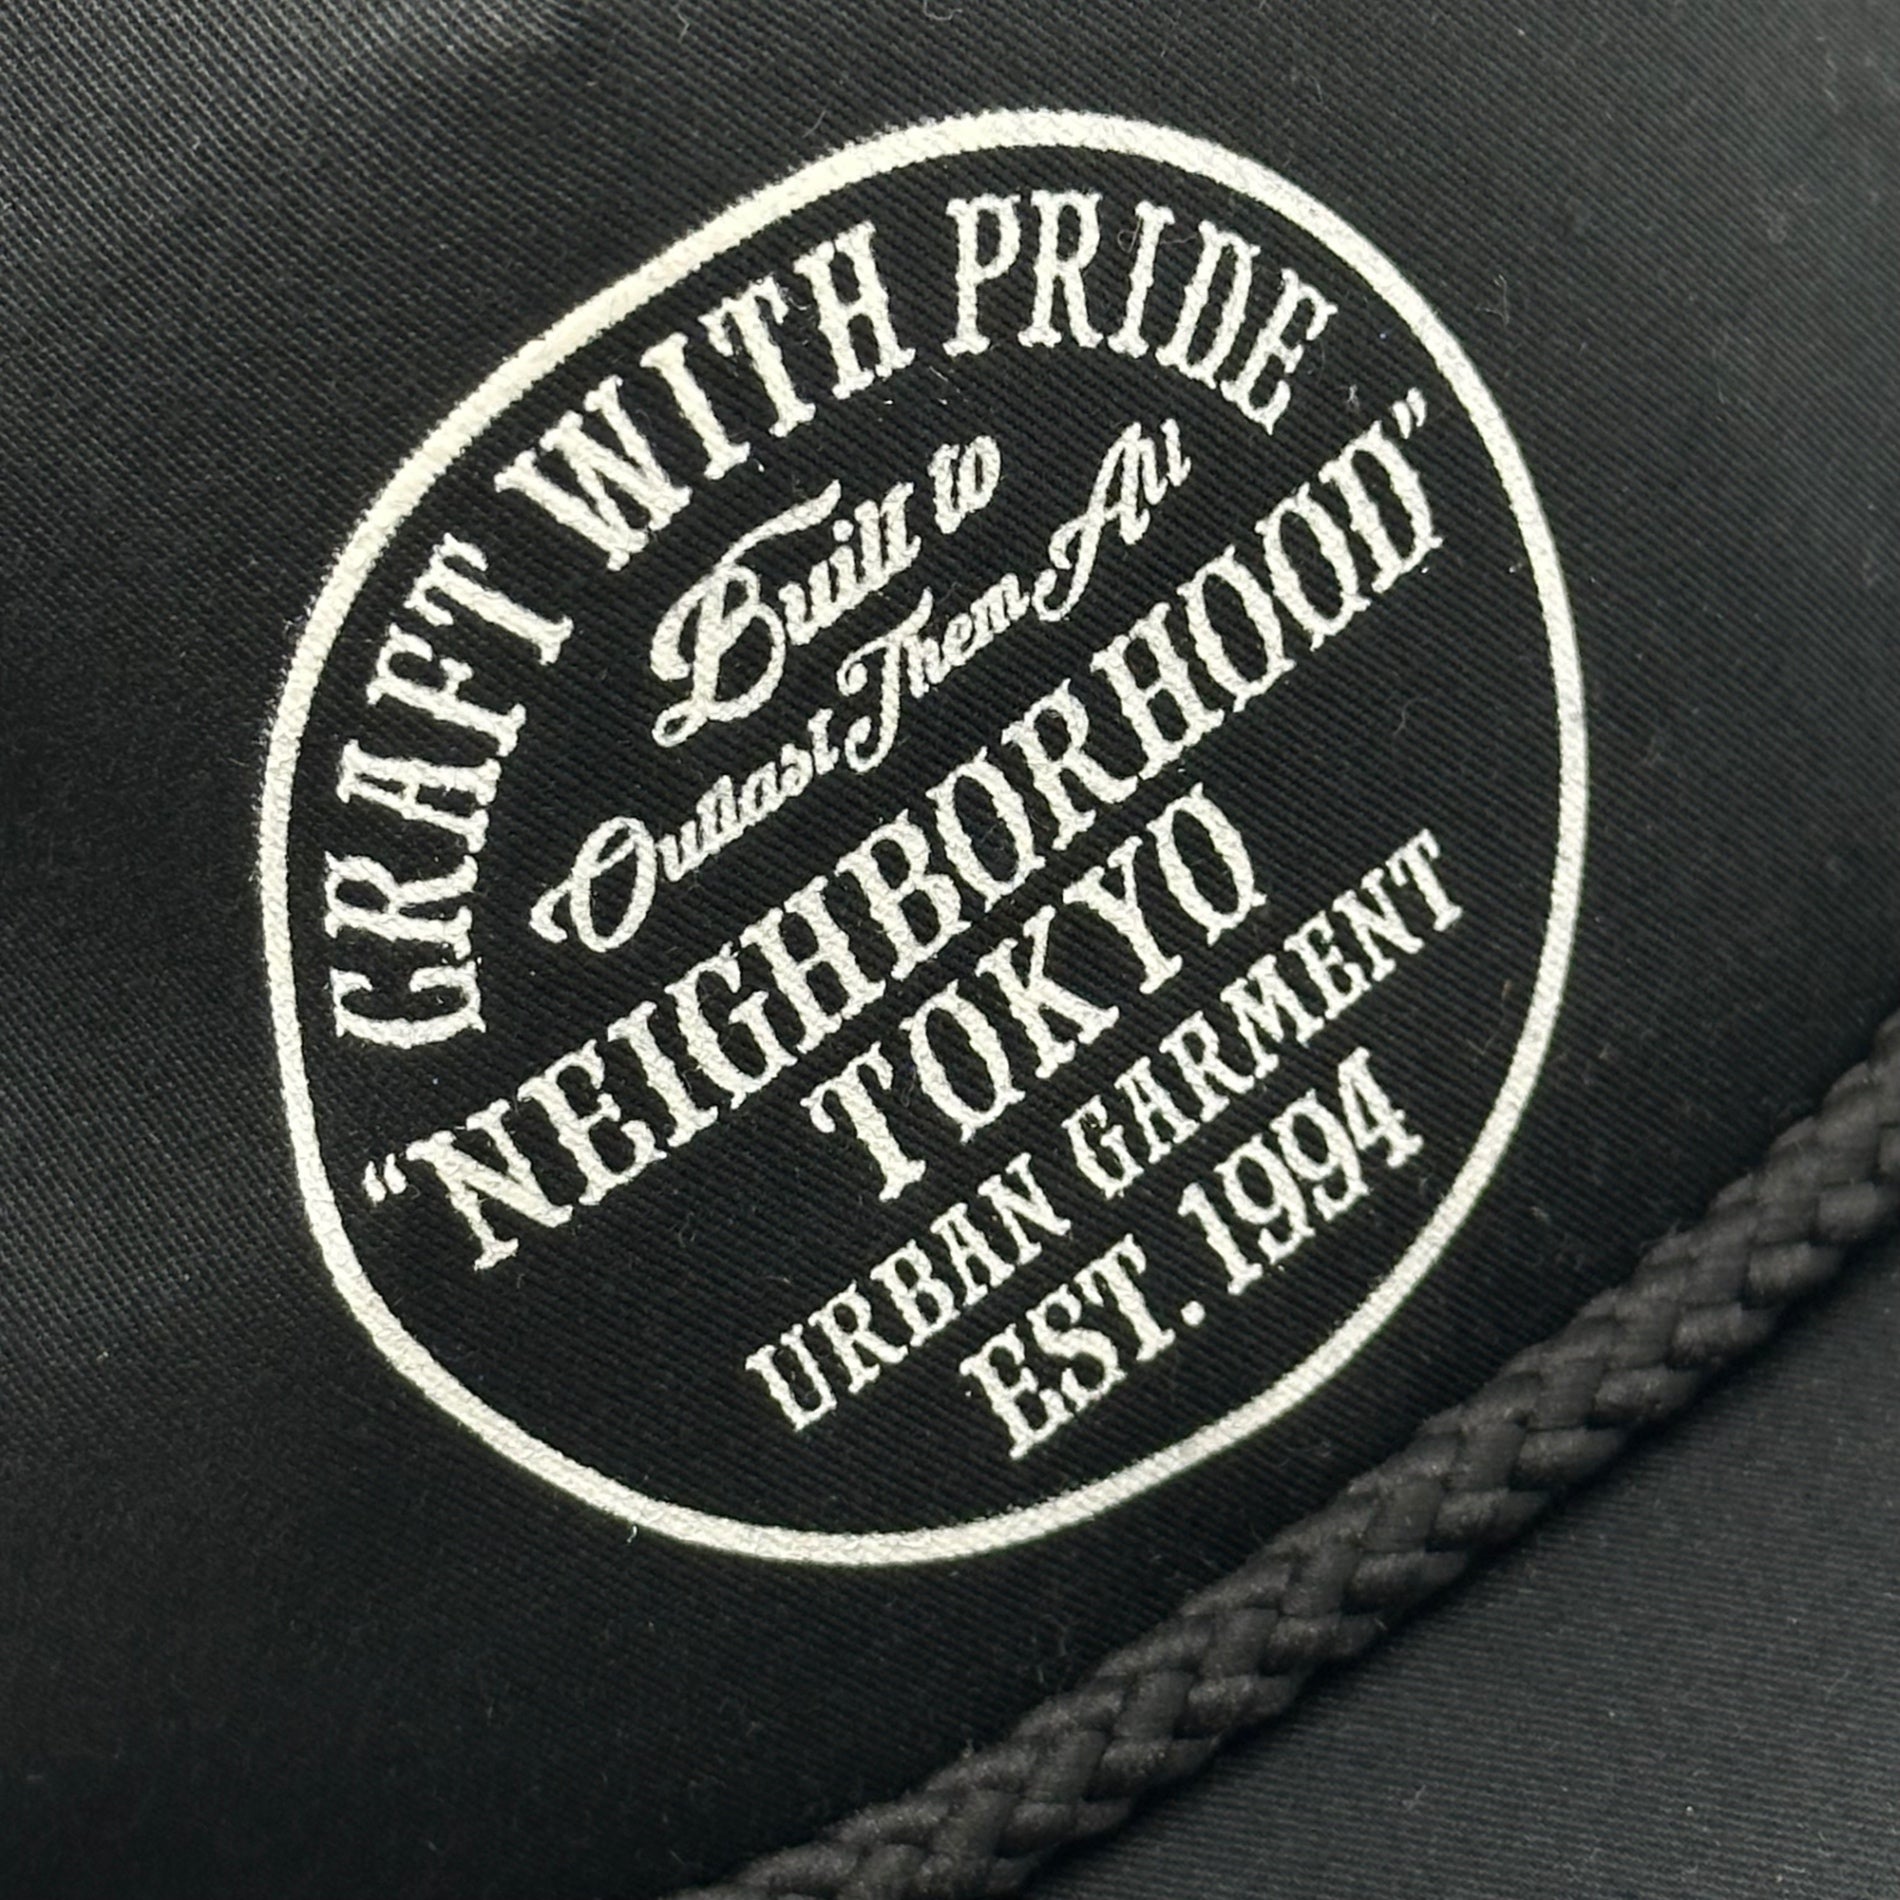 CRAFT WITH PRIDE
Built to
Outlast Them All
“NEIGHBORHOOD”
TOKYO
URBAN GARMENT
EST. 1994